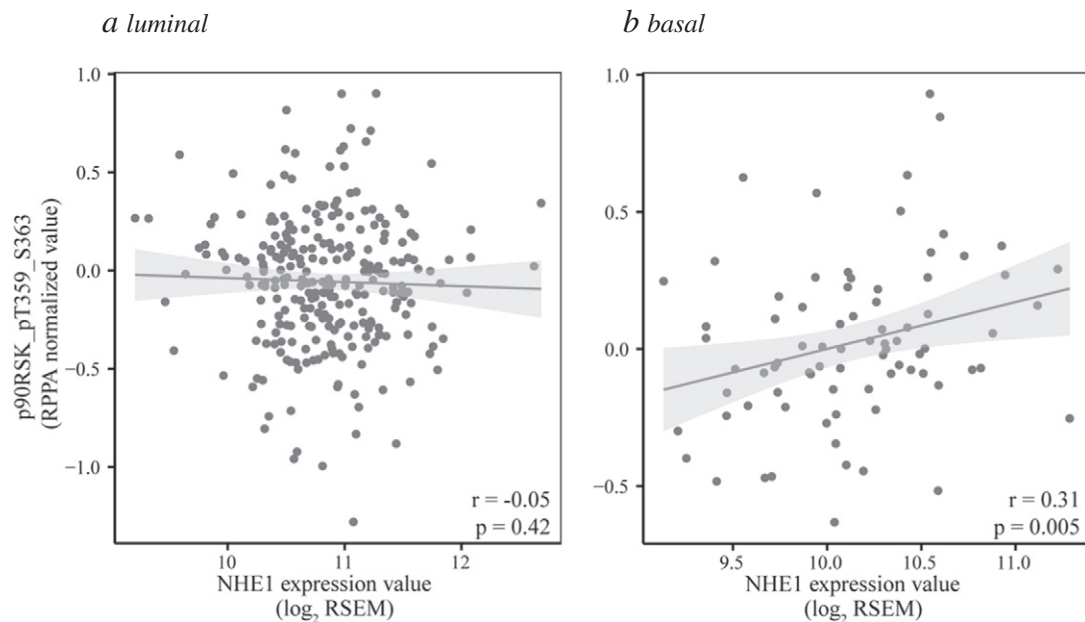 a luminal
b basal
p90RSK_pT359_S363
(RPPA normalized value)
1.0
0.5
0.0
−0.5
−1.0
r = -0.05
p = 0.42
10
11
12
NHE1 expression value
(log₂ RSEM)
1.0
0.5
0.0
−0.5
r = 0.31
p = 0.005
9.5
10.0
10.5
11.0
NHE1 expression value
(log₂ RSEM)